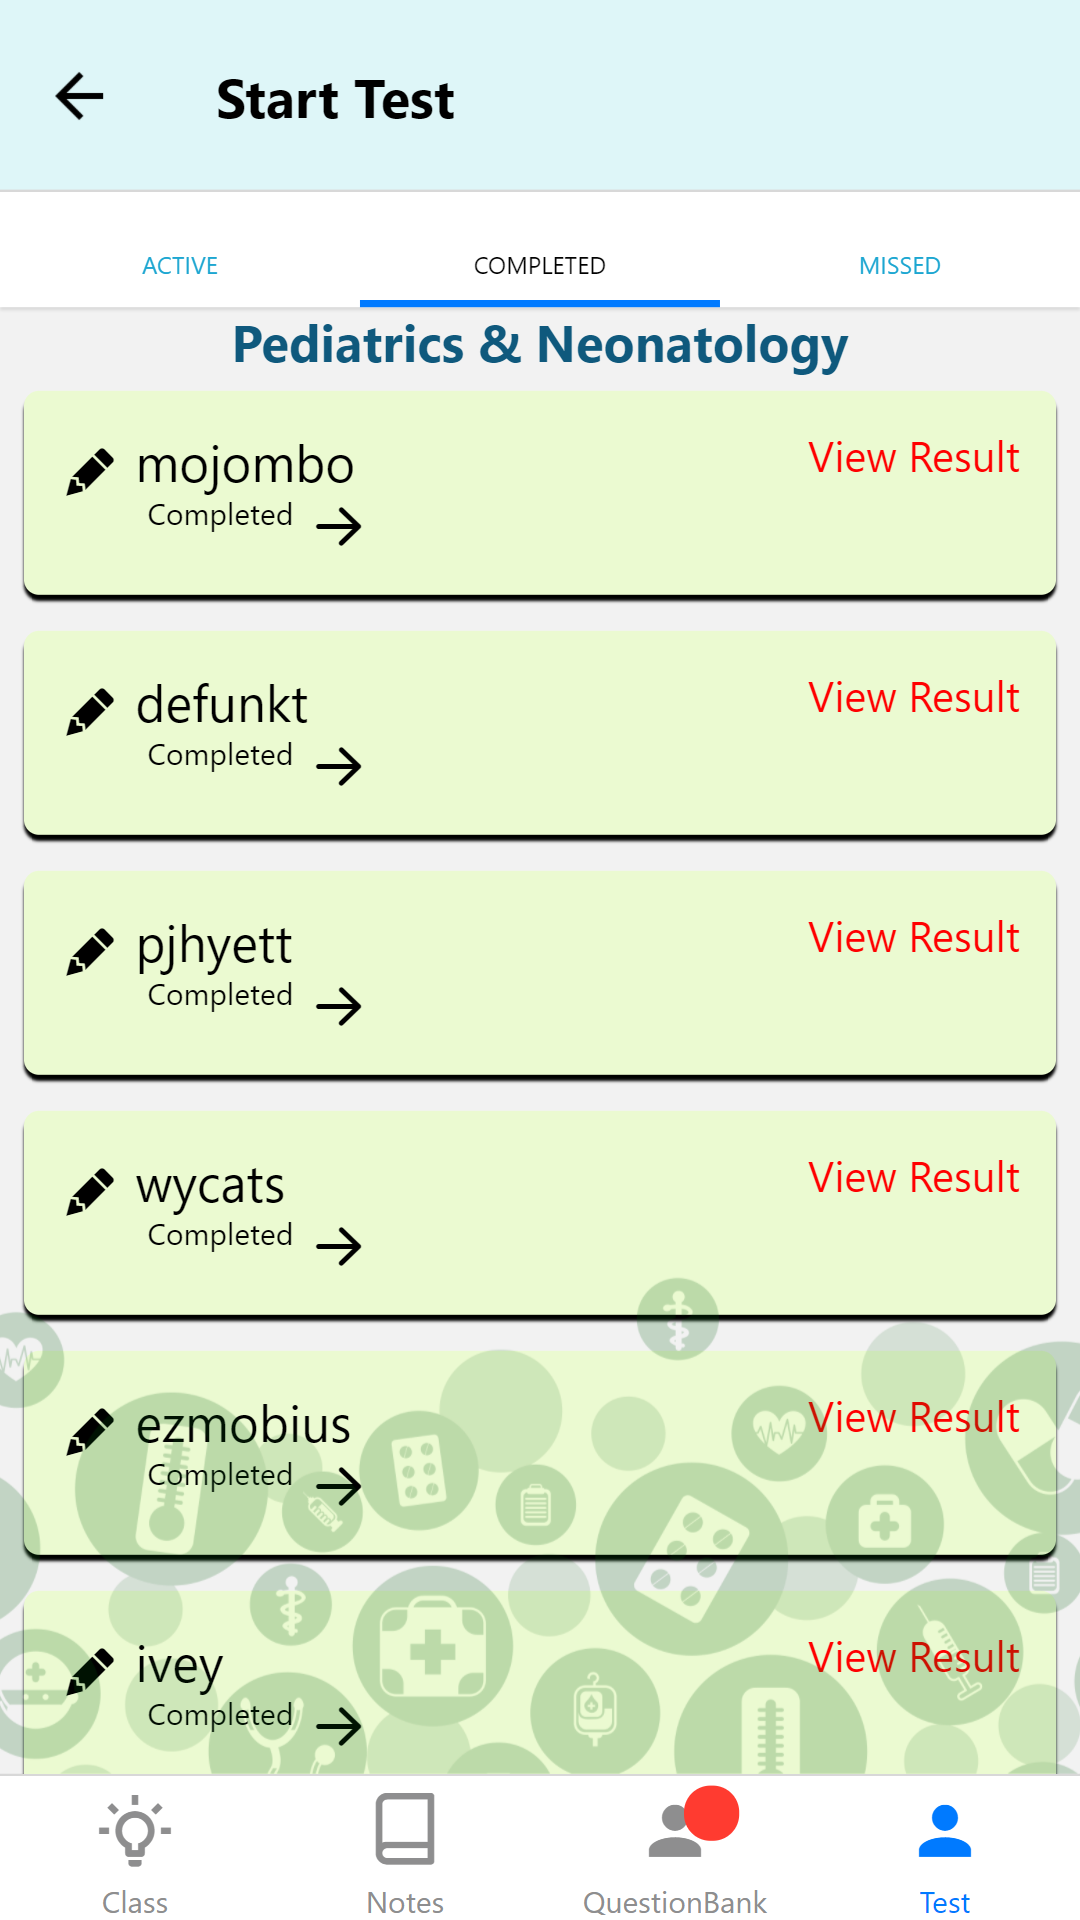 Start Test
ACTIVE COMPLETED MISSED
Pediatrics & Neonatology
mojombo View Result
Completed
defunkt View Result
Completed
pjhyett View Result
Completed
wycats View Result
Completed
ezmobius View Result
Completed
ivey View Result
Completed
Class Notes QuestionBank Test